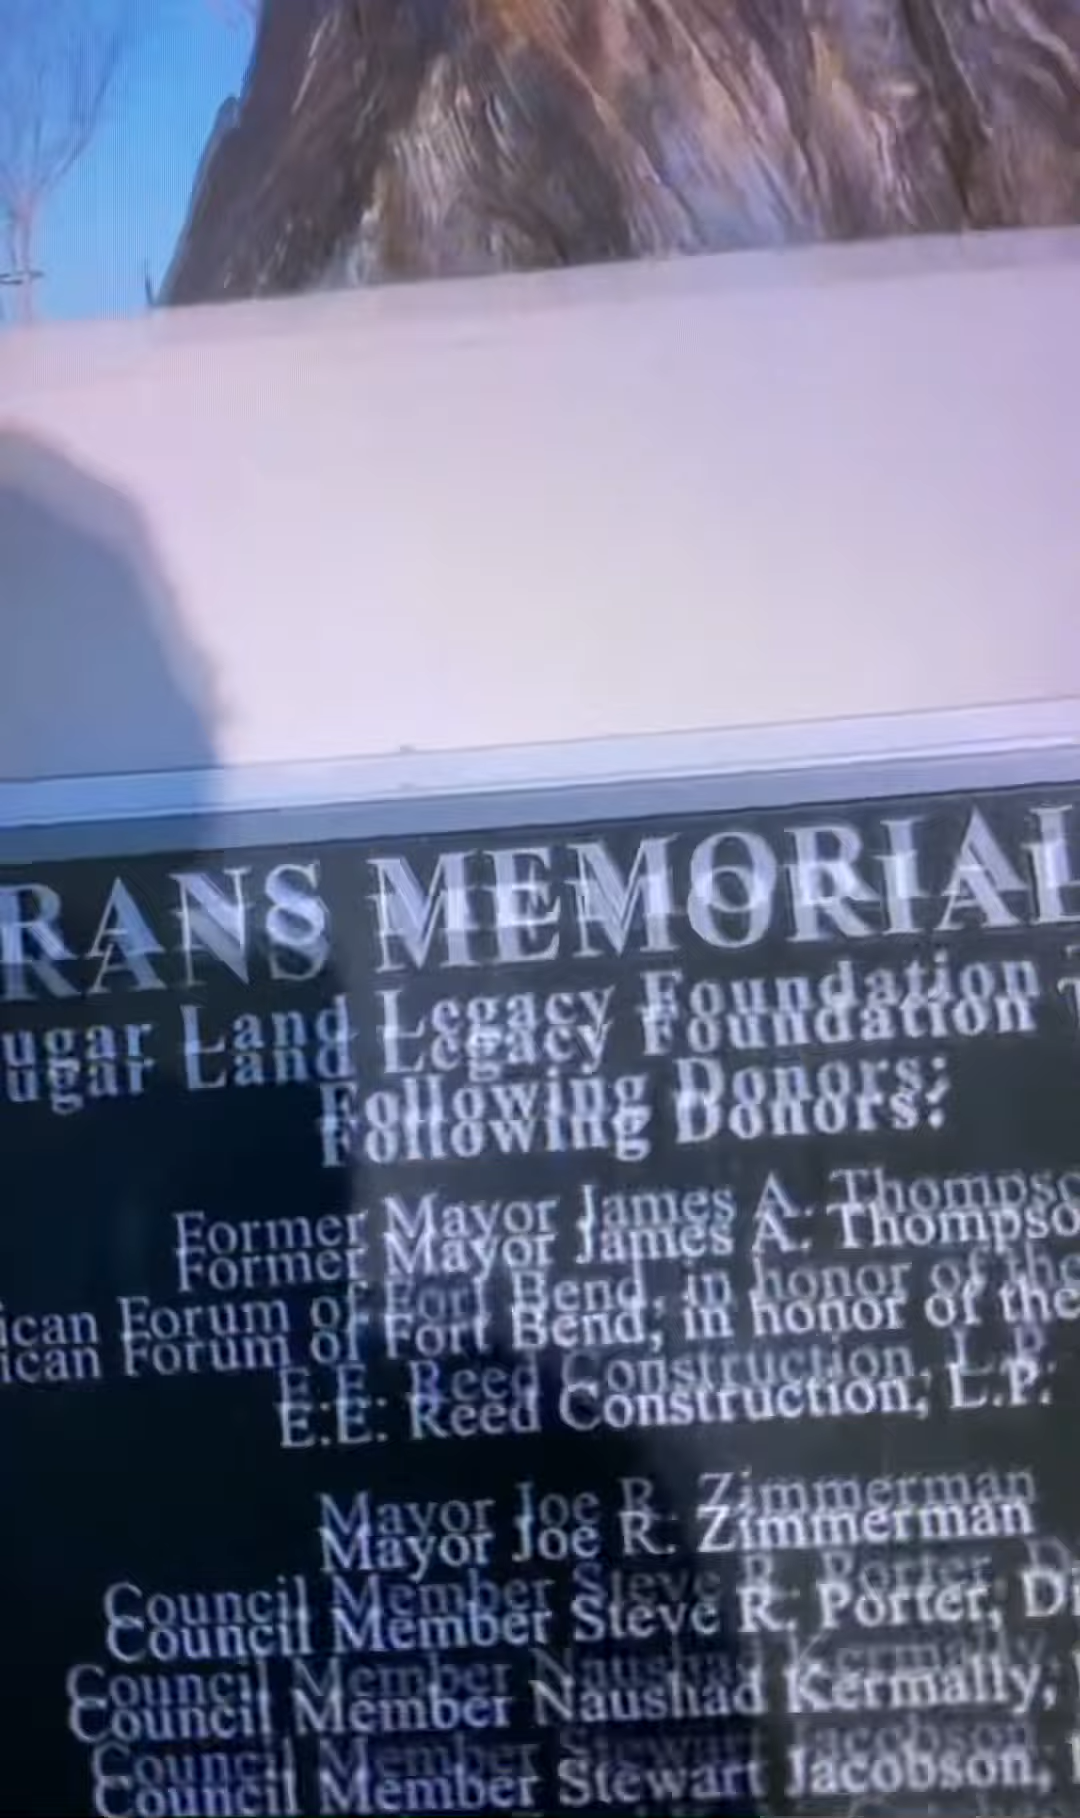 RANS MEMORIAL
ugar Land Legacy Foundation T
Following Donors:
Former Mayor James A. Thompso
ican Forum of Fort Bend, in honor of the
E.E. Reed Construction, L.P.
Mayor Joe R. Zimmerman
Council Member Steve R. Porter, Di
Council Member Naushad Kermally,
Council Member Stewart Jacobson,